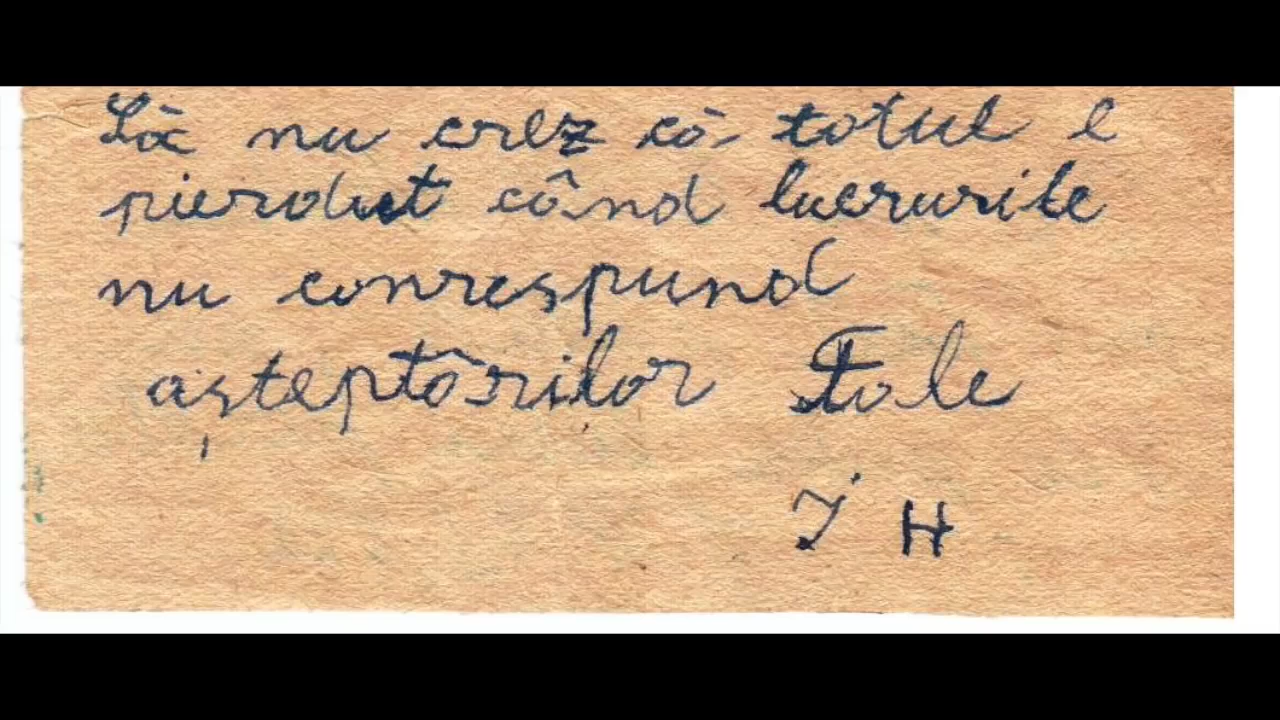 Să nu crez că totul e
pierdut când lucrurile
nu conrespund
așteptărilor Tale
I H